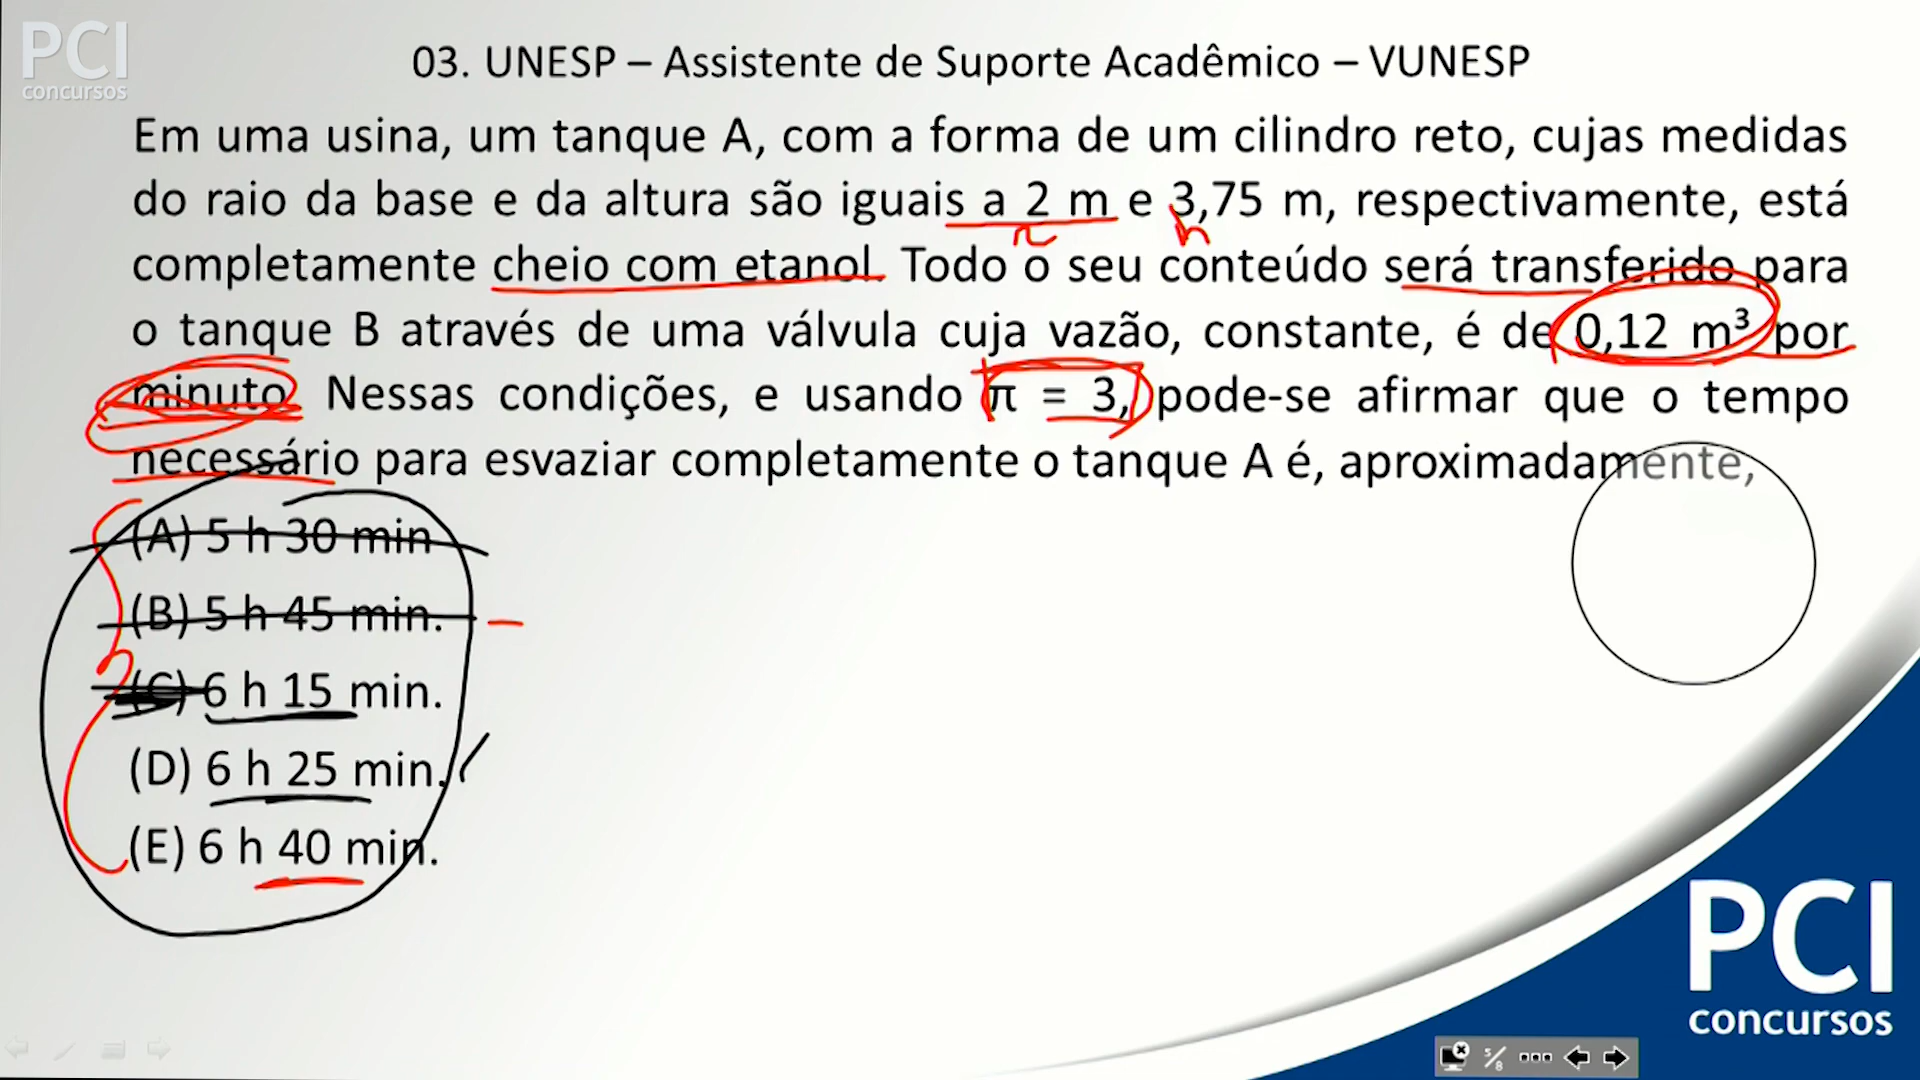 PCI
concursos
03. UNESP – Assistente de Suporte Acadêmico – VUNESP
Em uma usina, um tanque A, com a forma de um cilindro reto, cujas medidas
do raio da base e da altura são iguais a 2 m e 3,75 m, respectivamente, está
r h
completamente cheio com etanol. Todo o seu conteúdo será transferido para
o tanque B através de uma válvula cuja vazão, constante, é de 0,12 m³ por
minuto. Nessas condições, e usando π = 3, pode-se afirmar que o tempo
necessário para esvaziar completamente o tanque A é, aproximadamente,
(A) 5 h 30 min.
(B) 5 h 45 min.
(C) 6 h 15 min.
(D) 6 h 25 min.
(E) 6 h 40 min.
PCI
concursos
5/8